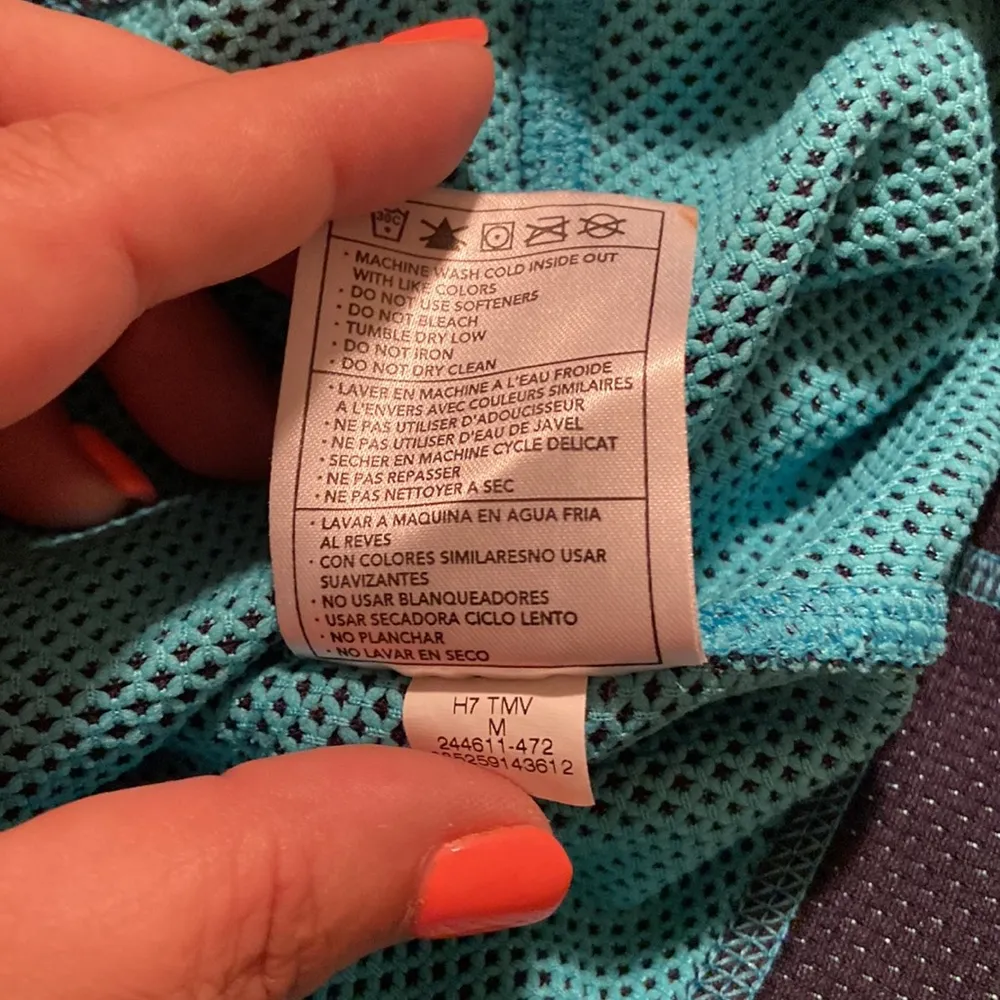 30C
• MACHINE WASH COLD INSIDE OUT
WITH LIKE COLORS
• DO NOT USE SOFTENERS
• DO NOT BLEACH
• TUMBLE DRY LOW
• DO NOT IRON
• DO NOT DRY CLEAN
• LAVER EN MACHINE A L'EAU FROIDE
A L'ENVERS AVEC COULEURS SIMILAIRES
• NE PAS UTILISER D'ADOUCISSEUR
• NE PAS UTILISER D'EAU DE JAVEL
• SECHER EN MACHINE CYCLE DELICAT
• NE PAS REPASSER
• NE PAS NETTOYER A SEC
• LAVAR A MAQUINA EN AGUA FRIA
AL REVES
• CON COLORES SIMILARESNO USAR
SUAVIZANTES
• NO USAR BLANQUEADORES
• USAR SECADORA CICLO LENTO
• NO PLANCHAR
• NO LAVAR EN SECO
H7 TMV
M
244611-472